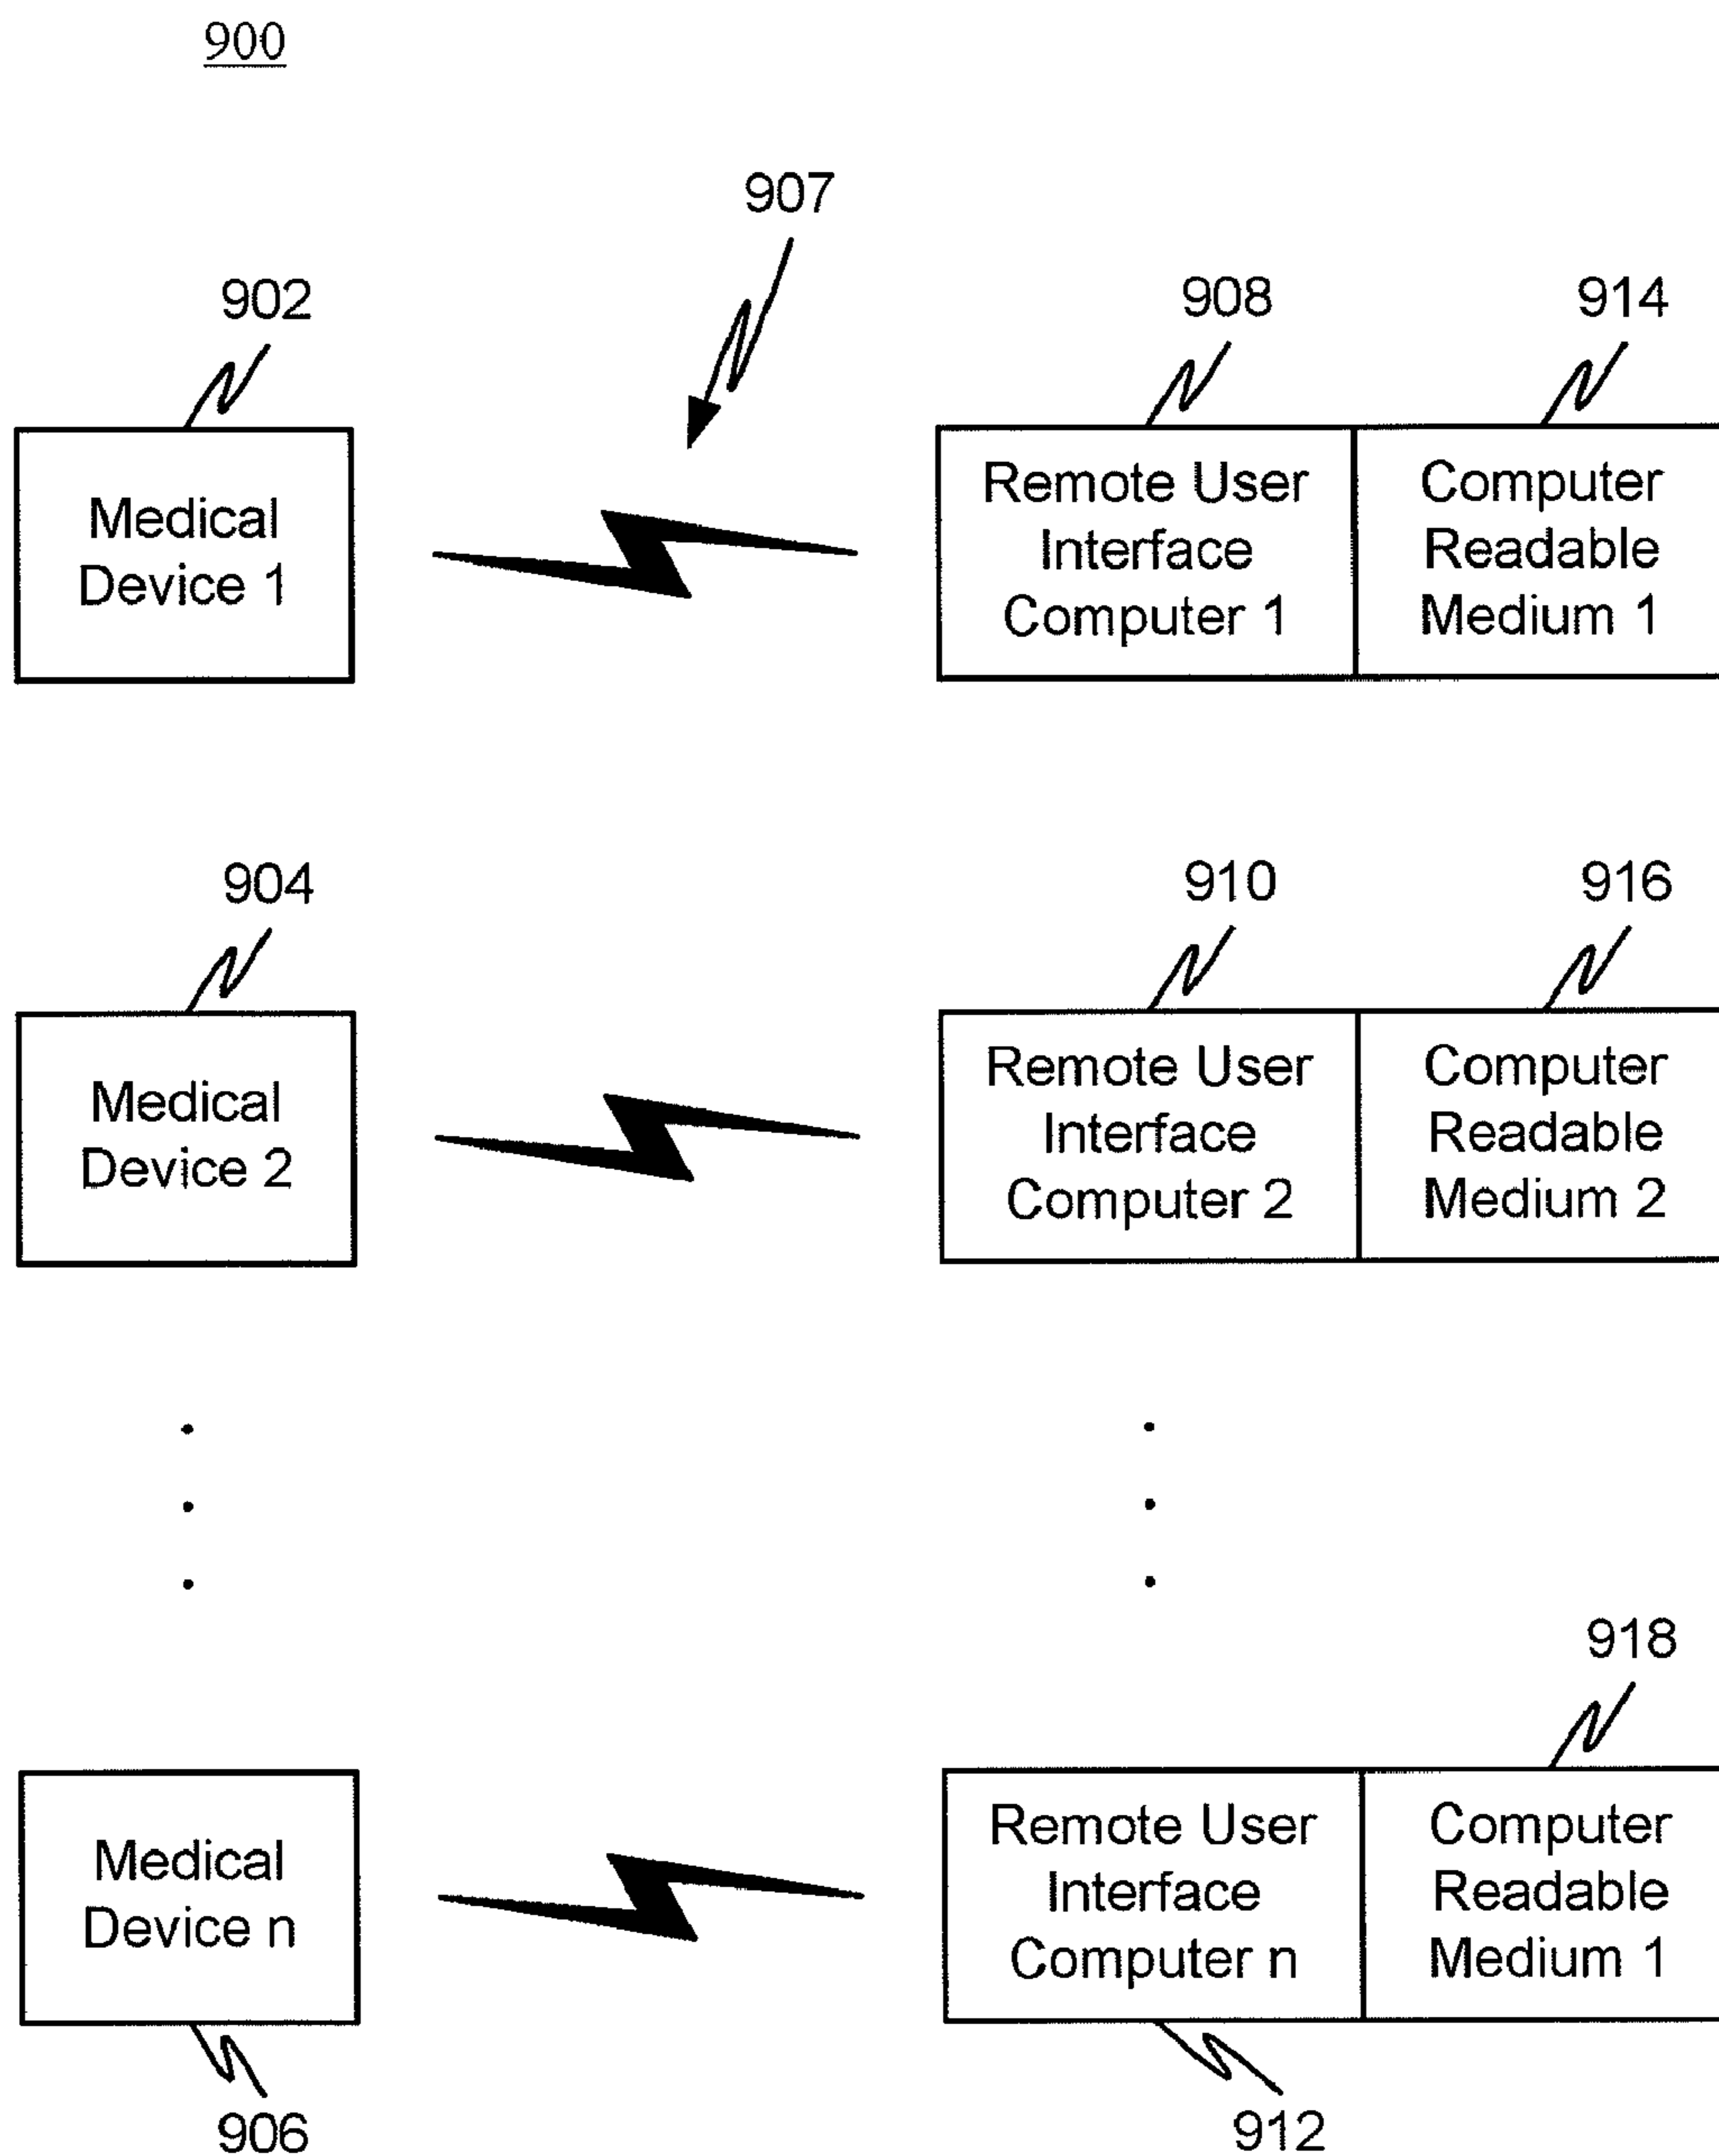 900
907
902
908
914
Medical
Device 1
Remote User
Interface
Computer 1
Computer
Readable
Medium 1
904
910
916
Medical
Device 2
Remote User
Interface
Computer 2
Computer
Readable
Medium 2
918
Medical
Device n
Remote User
Interface
Computer n
Computer
Readable
Medium 1
906
912